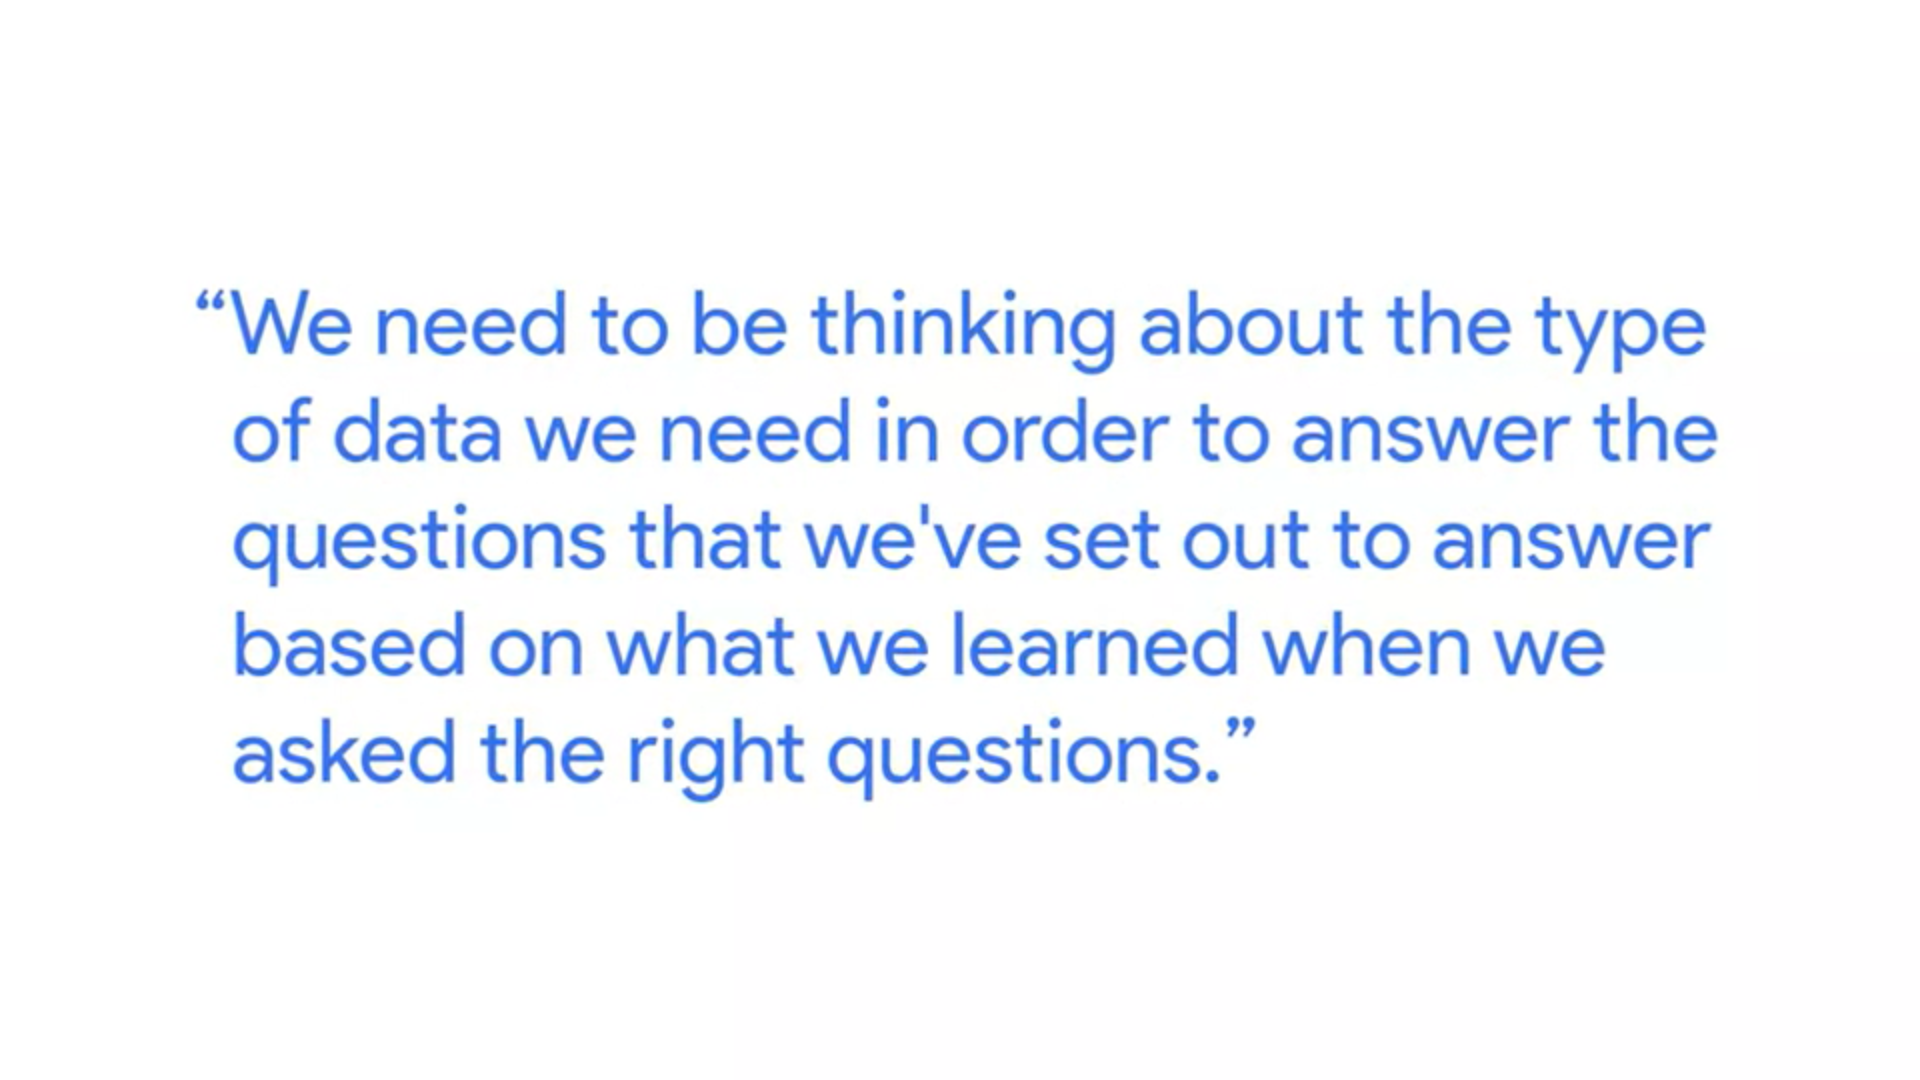 “We need to be thinking about the type
of data we need in order to answer the
questions that we've set out to answer
based on what we learned when we
asked the right questions.”